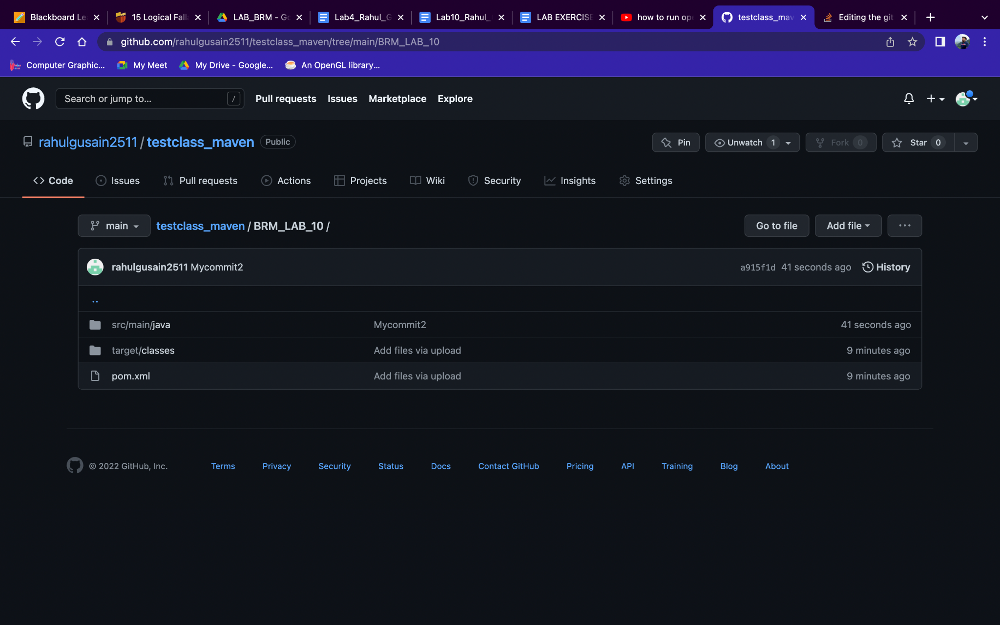 Blackboard Le 15 Logical Falla LAB_BRM - Go Lab4_Rahul_G Lab10_Rahul_ LAB EXERCISE how to run ope testclass_mav Editing the git
github.com/rahulgusain2511/testclass_maven/tree/main/BRM_LAB_10
Computer Graphic... My Meet My Drive - Google... An OpenGL library...
Search or jump to... / Pull requests Issues Marketplace Explore
rahulgusain2511 / testclass_maven Public Pin Unwatch 1 Fork 0 Star 0
Code Issues Pull requests Actions Projects Wiki Security Insights Settings
main testclass_maven / BRM_LAB_10 / Go to file Add file ...
rahulgusain2511 Mycommit2 a915f1d 41 seconds ago History
..
src/main/java Mycommit2 41 seconds ago
target/classes Add files via upload 9 minutes ago
pom.xml Add files via upload 9 minutes ago
© 2022 GitHub, Inc. Terms Privacy Security Status Docs Contact GitHub Pricing API Training Blog About